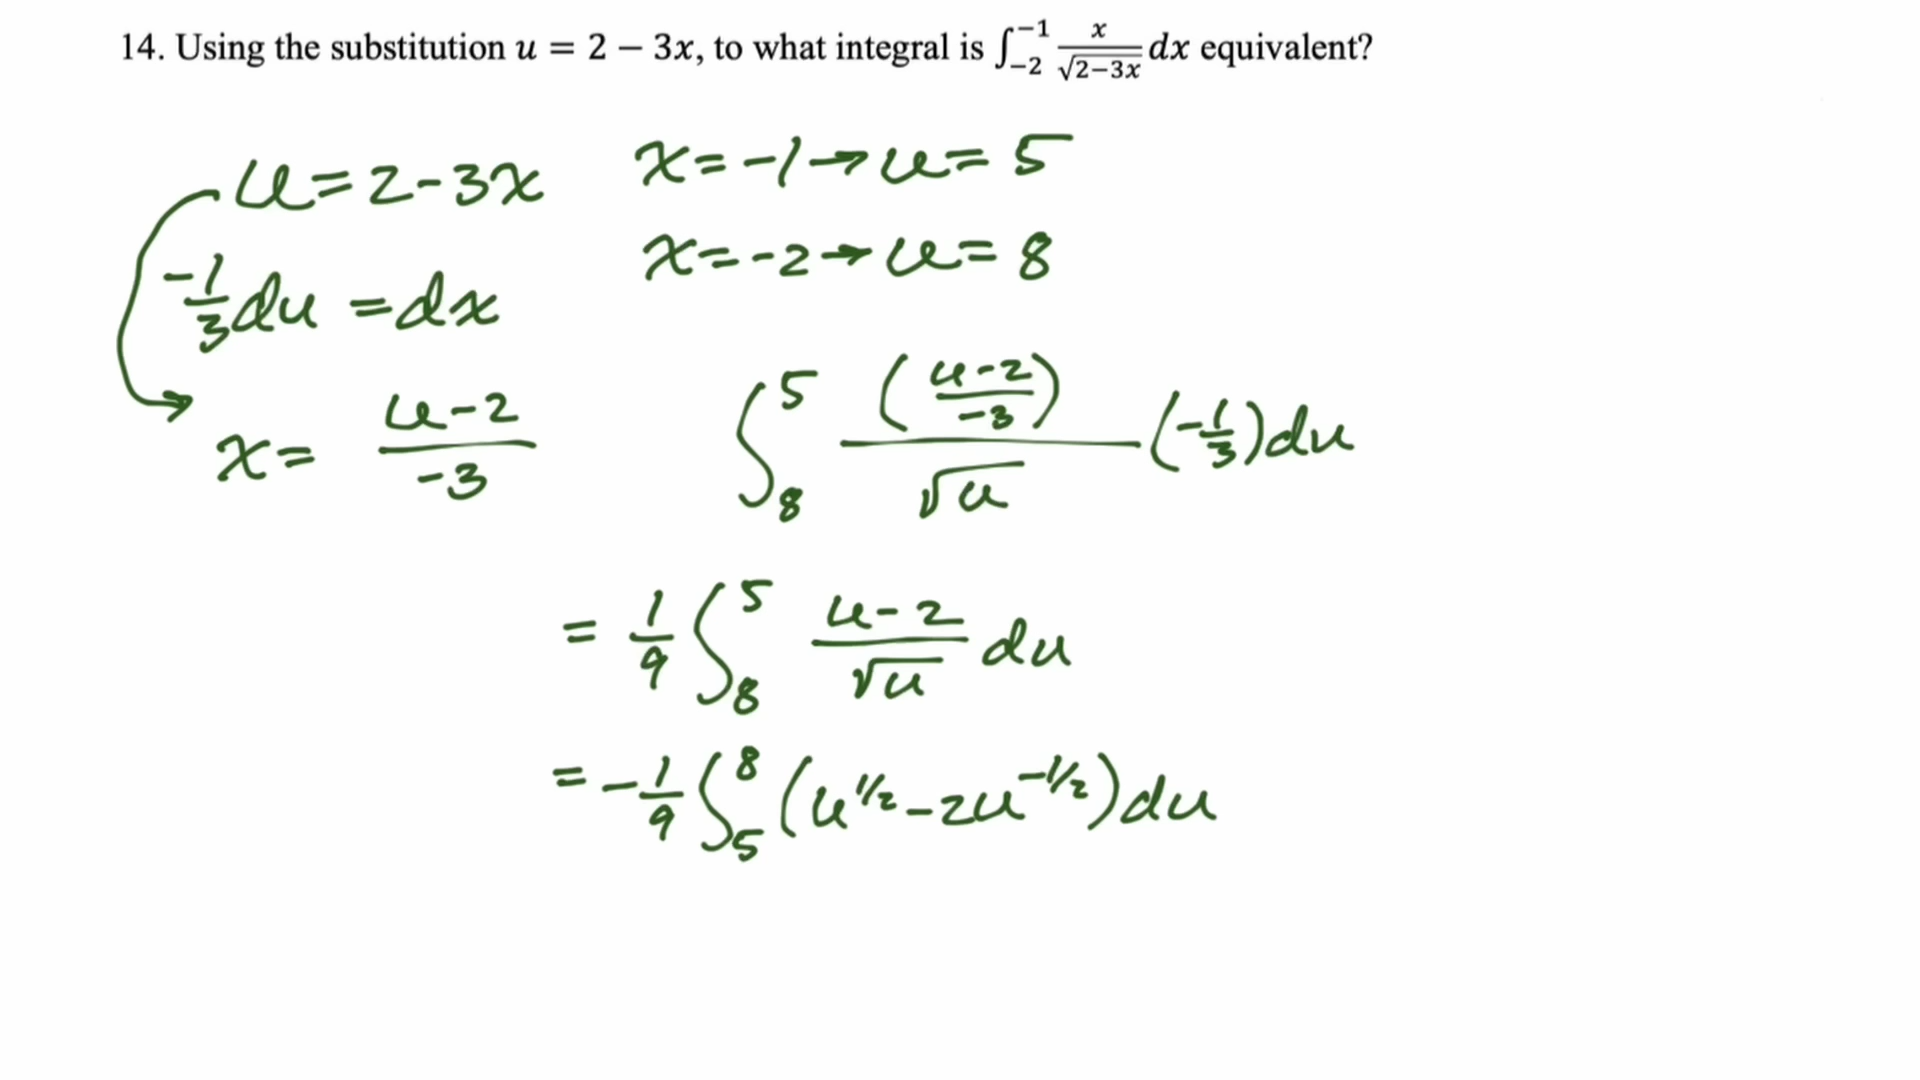 14. Using the substitution u = 2 − 3x, to what integral is ∫_{−2}^{−1} x/√(2−3x) dx equivalent?
u = 2 - 3x
x = -1 → u = 5
x = -2 → u = 8
-1/3 du = dx
x = (u-2)/(-3)
∫_8^5 ((u-2)/(-3))/√u (-1/3) du
= 1/9 ∫_8^5 (u-2)/√u du
= -1/9 ∫_5^8 (u^{1/2} - 2u^{-1/2}) du